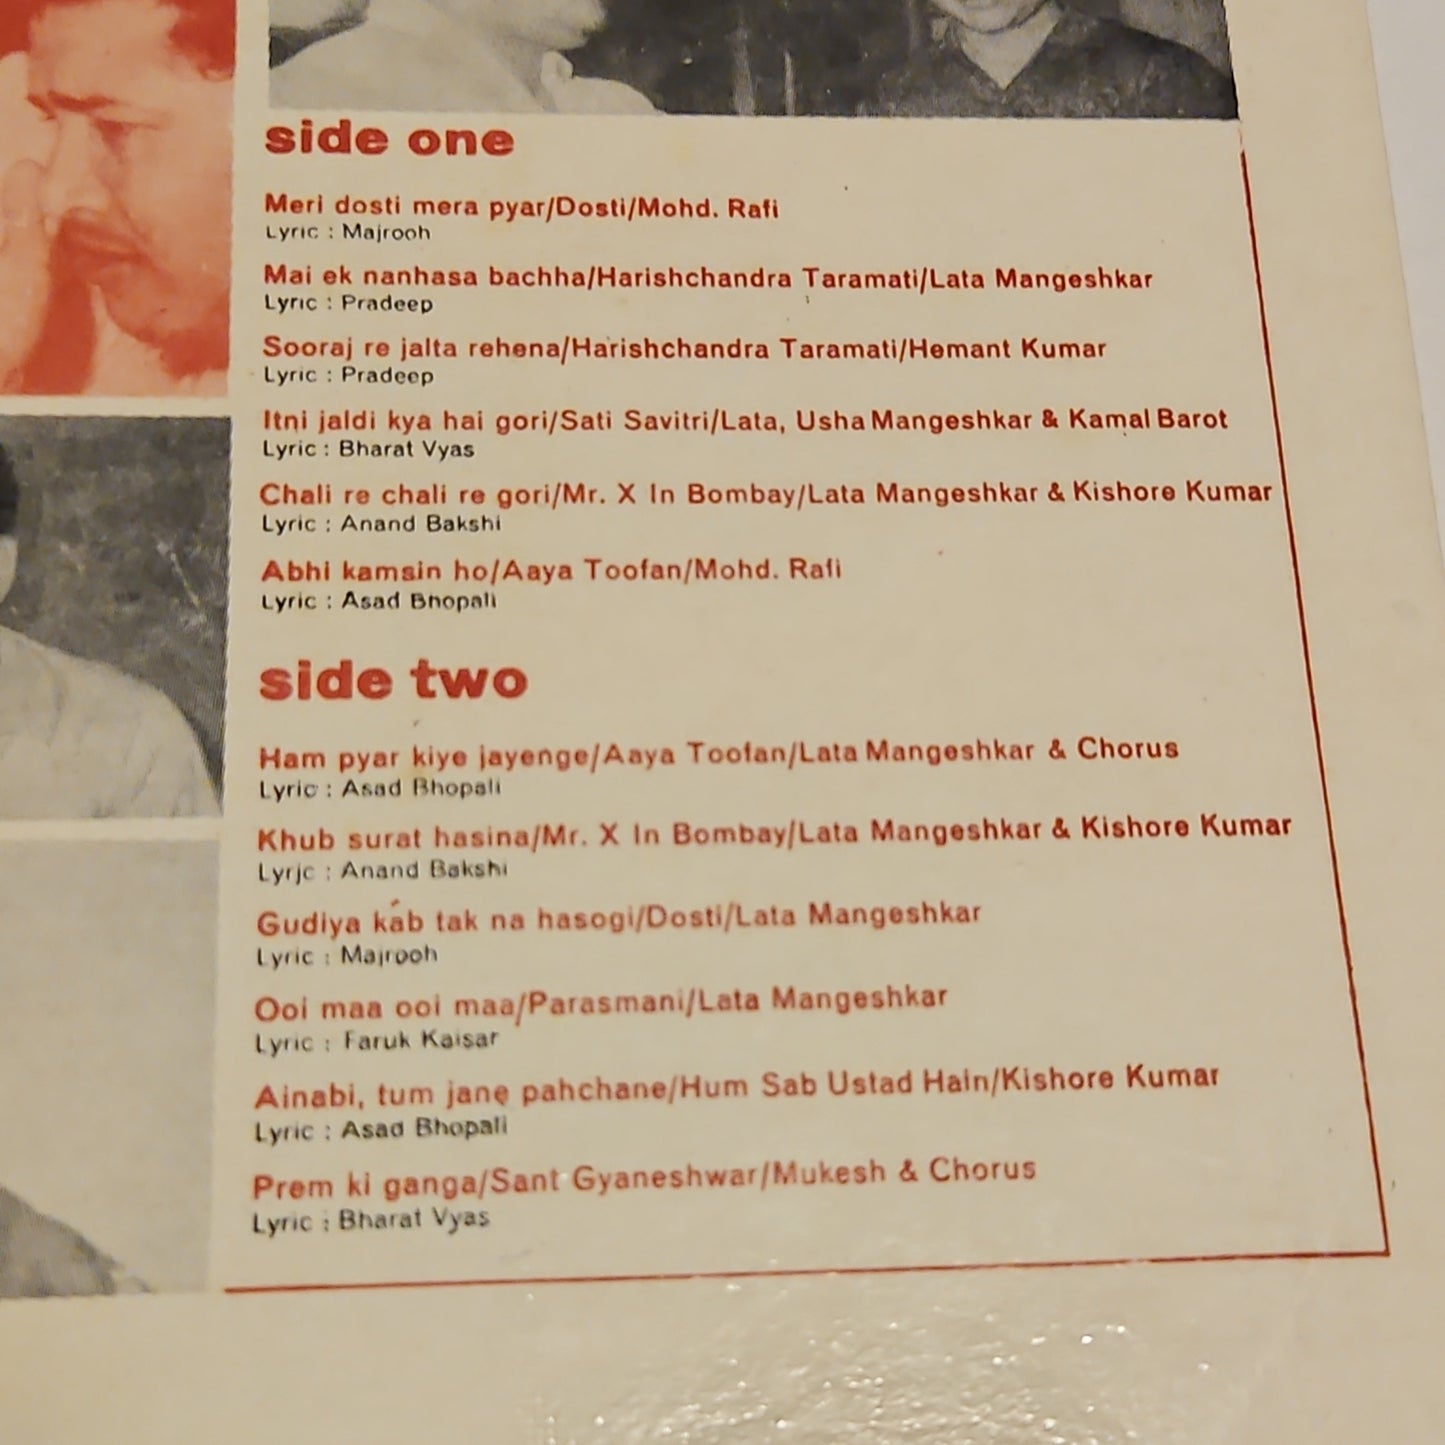 side one
Meri dosti mera pyar/Dosti/Mohd. Rafi
Lyric : Majrooh
Mai ek nanhasa bachha/Harishchandra Taramati/Lata Mangeshkar
Lyric : Pradeep
Sooraj re jalta rehena/Harishchandra Taramati/Hemant Kumar
Lyric : Pradeep
Itni jaldi kya hai gori/Sati Savitri/Lata, Usha Mangeshkar & Kamal Barot
Lyric : Bharat Vyas
Chali re chali re gori/Mr. X In Bombay/Lata Mangeshkar & Kishore Kumar
Lyric : Anand Bakshi
Abhi kamsin ho/Aaya Toofan/Mohd. Rafi
Lyric : Asad Bhopali
side two
Ham pyar kiye jayenge/Aaya Toofan/Lata Mangeshkar & Chorus
Lyric : Asad Bhopali
Khub surat hasina/Mr. X In Bombay/Lata Mangeshkar & Kishore Kumar
Lyric : Anand Bakshi
Gudiya kab tak na hasogi/Dosti/Lata Mangeshkar
Lyric : Majrooh
Ooi maa ooi maa/Parasmani/Lata Mangeshkar
Lyric : Faruk Kaisar
Ainabi, tum jane pahchane/Hum Sab Ustad Hain/Kishore Kumar
Lyric : Asad Bhopali
Prem ki ganga/Sant Gyaneshwar/Mukesh & Chorus
Lyric : Bharat Vyas